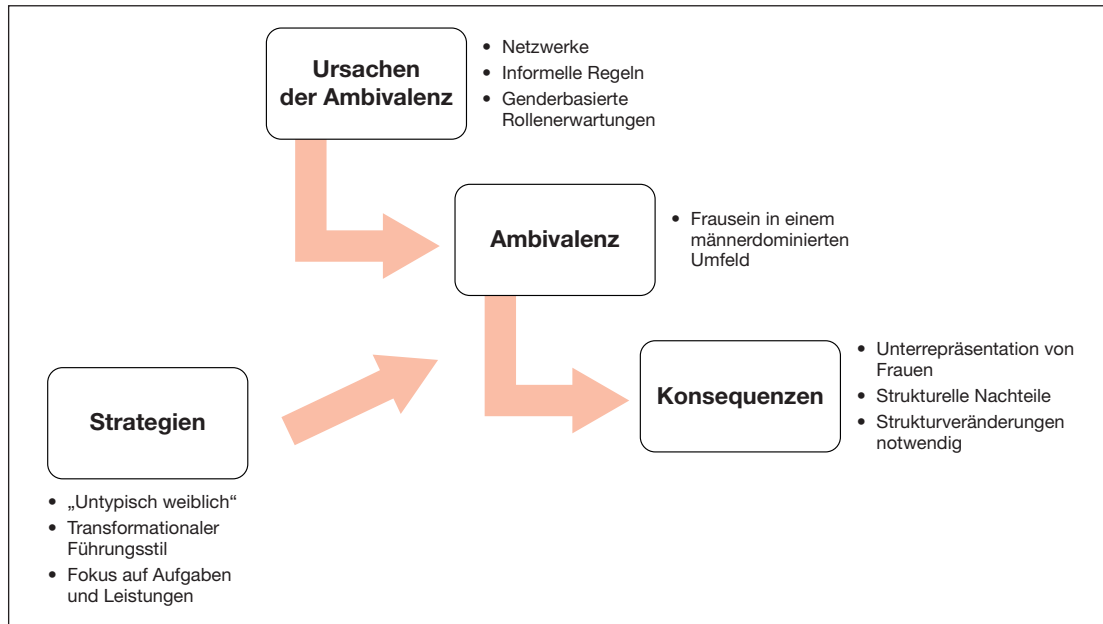 Ursachen
der Ambivalenz
• Netzwerke
• Informelle Regeln
• Genderbasierte
Rollenerwartungen
Ambivalenz
• Frausein in einem
männerdominierten
Umfeld
Konsequenzen
• Unterrepräsentation von
Frauen
• Strukturelle Nachteile
• Strukturveränderungen
notwendig
Strategien
• „Untypisch weiblich“
• Transformationaler
Führungsstil
• Fokus auf Aufgaben
und Leistungen